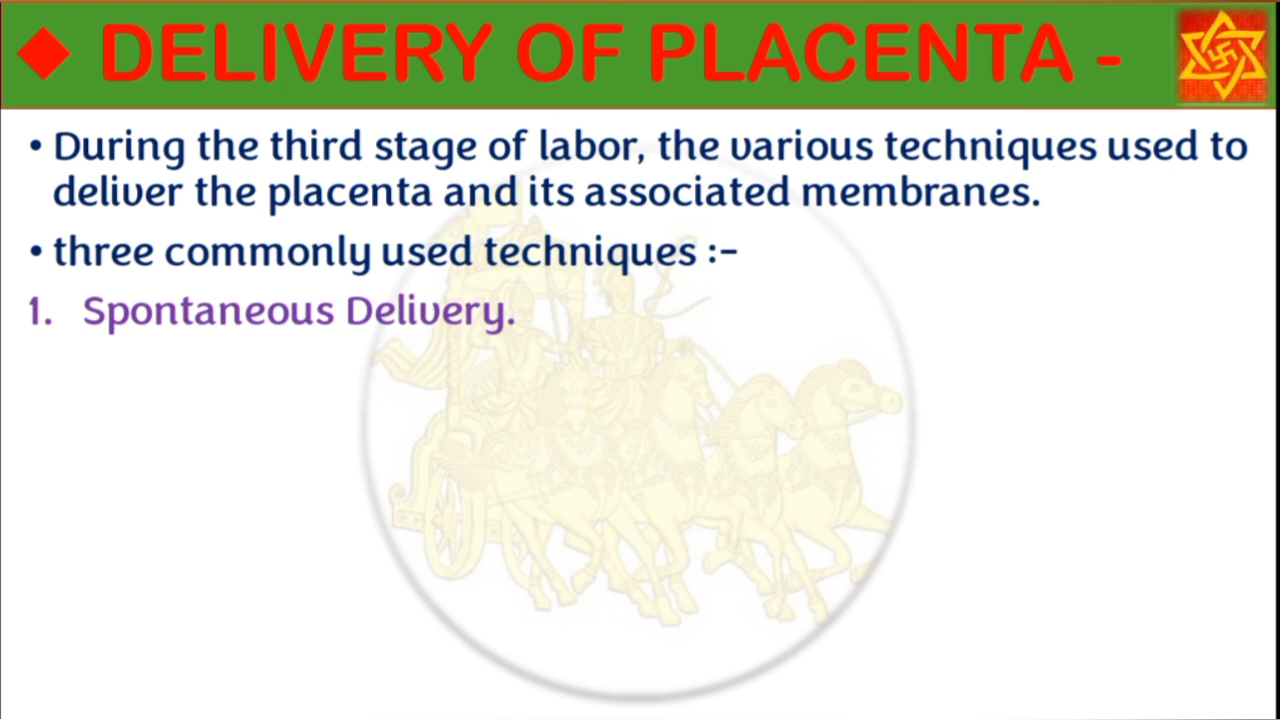 ◆ DELIVERY OF PLACENTA -
• During the third stage of labor, the various techniques used to
deliver the placenta and its associated membranes.
• three commonly used techniques :-
1. Spontaneous Delivery.